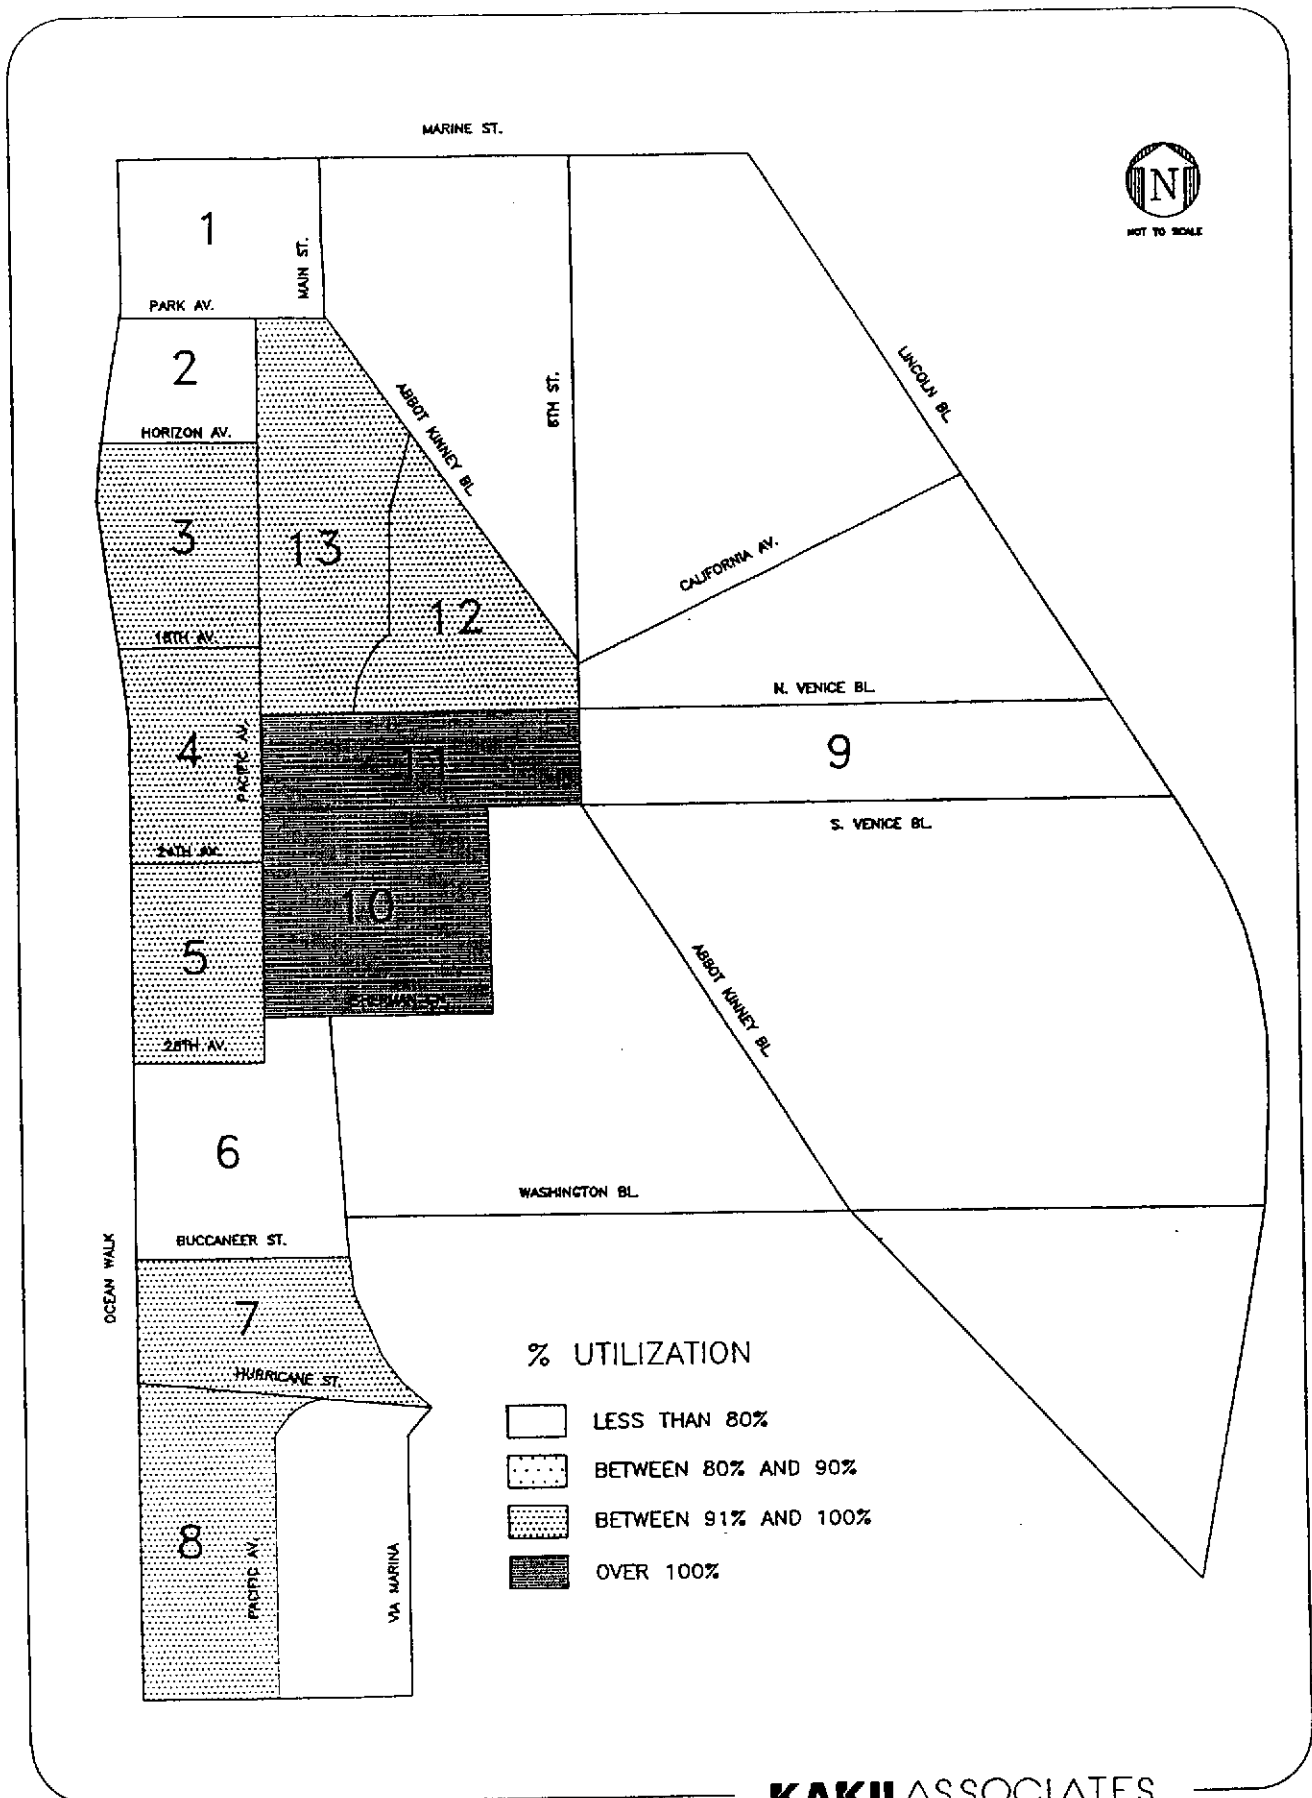 MARINE ST.
N
NOT TO SCALE
1
MAIN ST.
PARK AV.
2
HORIZON AV.
ABBOT KINNEY BL.
6TH ST.
LINCOLN BL.
3
13
12
CALIFORNIA AV.
18TH AV.
N. VENICE BL.
4
PACIFIC AV.
11
9
24TH AV.
S. VENICE BL.
10
5
ABBOT KINNEY BL.
SHERMAN CN.
28TH AV.
6
WASHINGTON BL.
BUCCANEER ST.
OCEAN WALK
7
HURRICANE ST.
% UTILIZATION
LESS THAN 80%
BETWEEN 80% AND 90%
BETWEEN 91% AND 100%
OVER 100%
8
PACIFIC AV.
VIA MARINA
KAKU ASSOCIATES